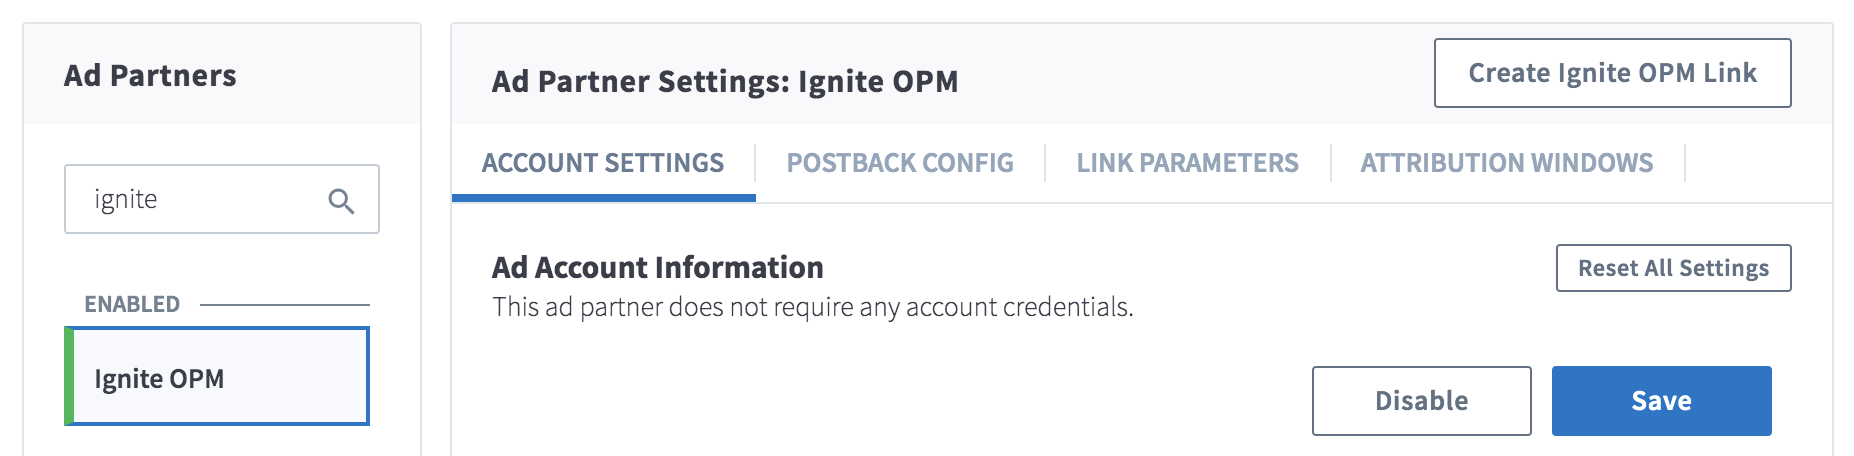 Ad Partners
ignite
ENABLED
Ignite OPM
Ad Partner Settings: Ignite OPM
Create Ignite OPM Link
ACCOUNT SETTINGS
POSTBACK CONFIG
LINK PARAMETERS
ATTRIBUTION WINDOWS
Ad Account Information
Reset All Settings
This ad partner does not require any account credentials.
Disable
Save